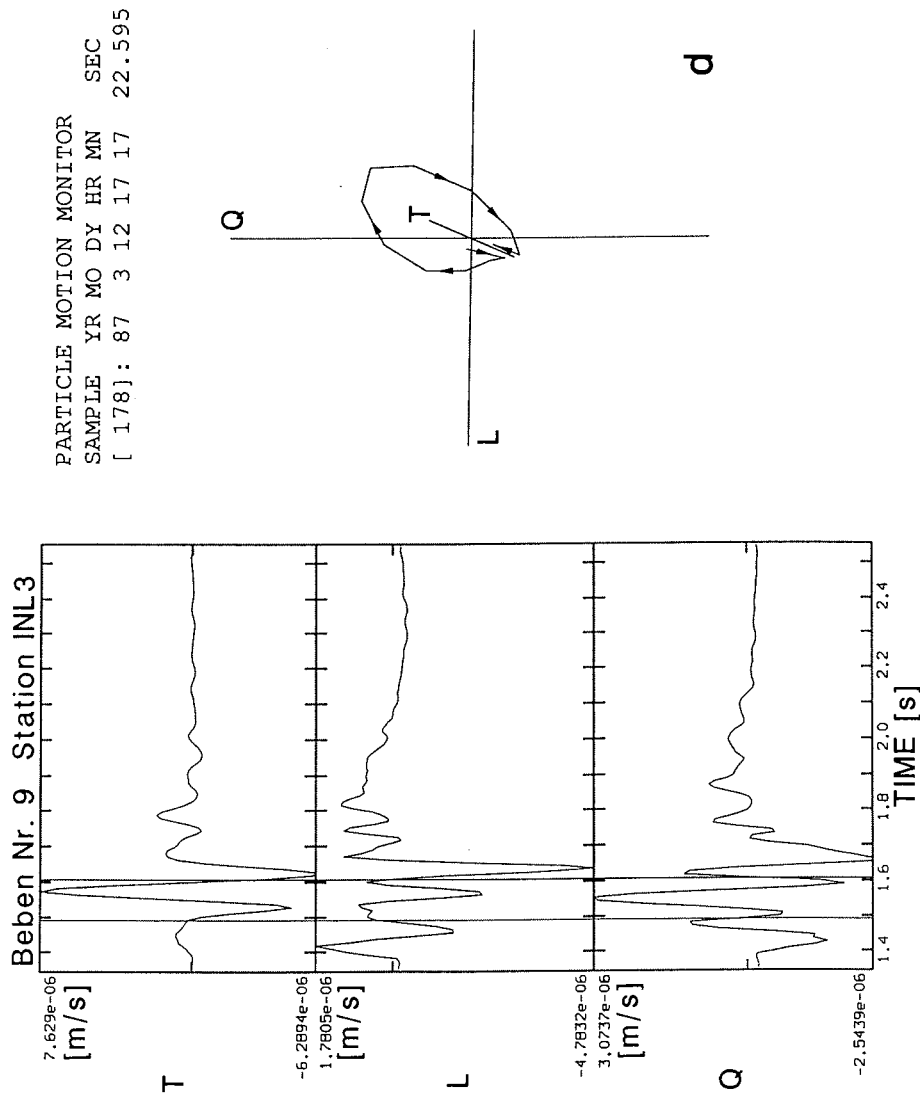 PARTICLE MOTION MONITOR
SAMPLE YR MO DY HR MN SEC
[ 178]: 87 3 12 17 17 22.595
Q
T
L
d
Beben Nr. 9 Station INL3
7.629e-06
[m/s]
T
-6.2894e-06
1.7805e-06
[m/s]
L
-4.7832e-06
3.0737e-06
[m/s]
Q
-2.5439e-06
1.4 1.6 1.8 2.0 2.2 2.4
TIME [s]